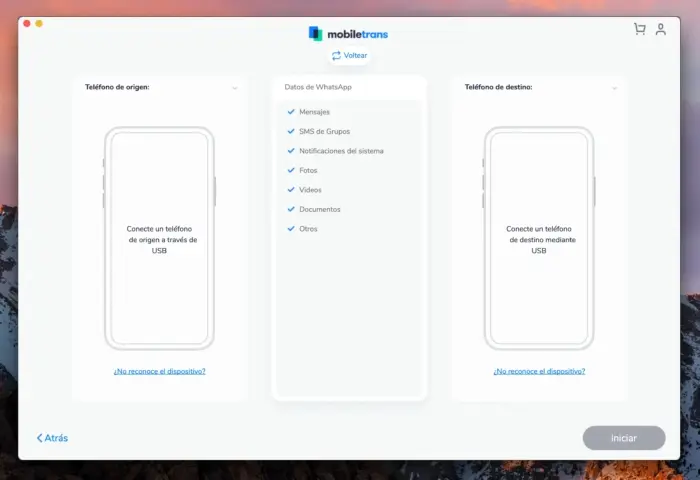 mobiletrans
Voltear
Teléfono de origen:
Datos de WhatsApp
Teléfono de destino:
Mensajes
SMS de Grupos
Notificaciones del sistema
Fotos
Videos
Documentos
Otros
Conecte un teléfono
de origen a través de
USB
Conecte un teléfono
de destino mediante
USB
¿No reconoce el dispositivo?
¿No reconoce el dispositivo?
Atrás
Iniciar